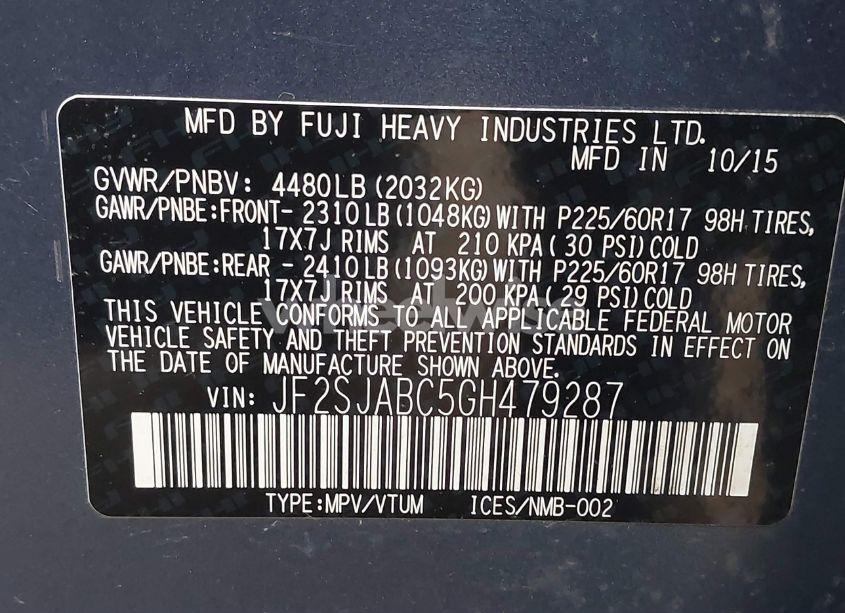 MFD BY FUJI HEAVY INDUSTRIES LTD.
MFD IN 10/15
GVWR/PNBV: 4480LB(2032KG)
GAWR/PNBE:FRONT- 2310LB(1048KG)WITH P225/60R17 98H TIRES,
17X7J RIMS AT 210 KPA(30 PSI)COLD
GAWR/PNBE:REAR - 2410LB(1093KG)WITH P225/60R17 98H TIRES,
17X7J RIMS AT 200 KPA(29 PSI)COLD
THIS VEHICLE CONFORMS TO ALL APPLICABLE FEDERAL MOTOR
VEHICLE SAFETY AND THEFT PREVENTION STANDARDS IN EFFECT ON
THE DATE OF MANUFACTURE SHOWN ABOVE.
VIN: JF2SJABC5GH479287
TYPE:MPV/VTUM ICES/NMB-002